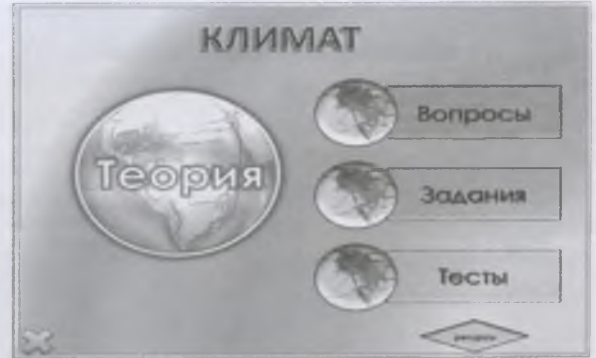 КЛИМАТ
Теория
Вопросы
Задания
Тесты